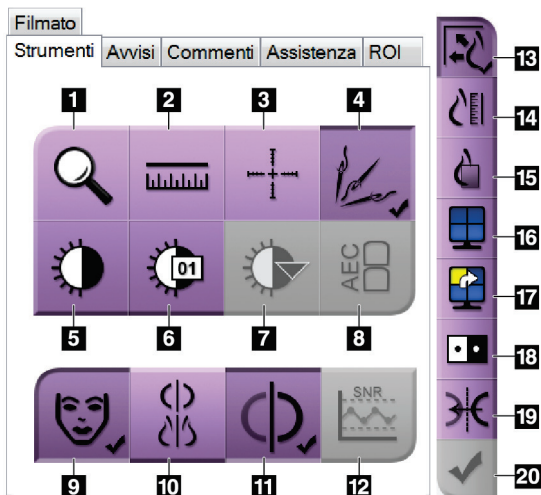 Filmato
Strumenti Avvisi Commenti Assistenza ROI
1 2 3 4
01
AEC
5 6 7 8
SNR
9 10 11 12
13
14
15
16
17
18
19
20